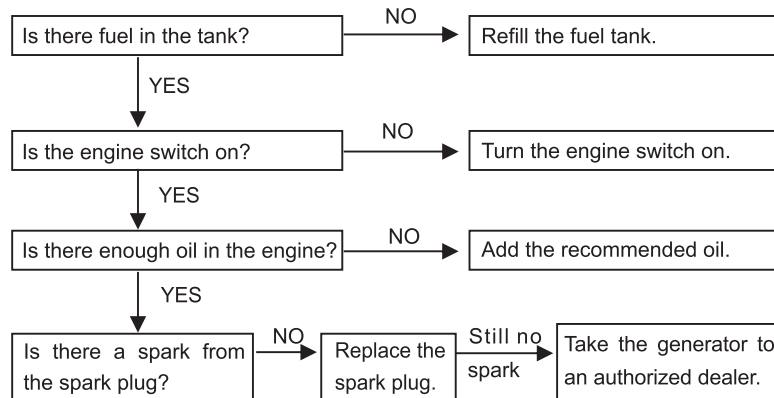 Is there fuel in the tank?
NO
Refill the fuel tank.
YES
Is the engine switch on?
NO
Turn the engine switch on.
YES
Is there enough oil in the engine?
NO
Add the recommended oil.
YES
Is there a spark from
the spark plug?
NO
Replace the
spark plug.
Still no
spark
Take the generator to
an authorized dealer.